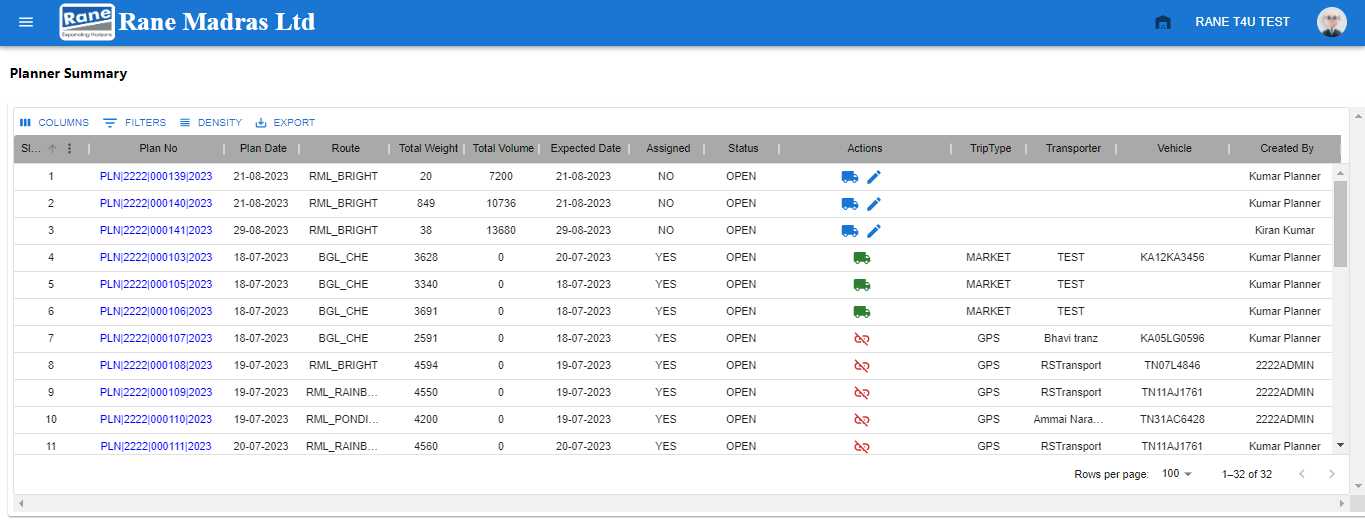 Rane Expanding Horizons Rane Madras Ltd RANE T4U TEST
Planner Summary
COLUMNS FILTERS DENSITY EXPORT
Sl... Plan No Plan Date Route Total Weight Total Volume Expected Date Assigned Status Actions TripType Transporter Vehicle Created By
1 PLN|2222|000139|2023 21-08-2023 RML_BRIGHT 20 7200 21-08-2023 NO OPEN Kumar Planner
2 PLN|2222|000140|2023 21-08-2023 RML_BRIGHT 849 10736 21-08-2023 NO OPEN Kumar Planner
3 PLN|2222|000141|2023 29-08-2023 RML_BRIGHT 38 13680 29-08-2023 NO OPEN Kiran Kumar
4 PLN|2222|000103|2023 18-07-2023 BGL_CHE 3628 0 20-07-2023 YES OPEN MARKET TEST KA12KA3456 Kumar Planner
5 PLN|2222|000105|2023 18-07-2023 BGL_CHE 3340 0 18-07-2023 YES OPEN MARKET TEST Kumar Planner
6 PLN|2222|000106|2023 18-07-2023 BGL_CHE 3691 0 18-07-2023 YES OPEN MARKET TEST Kumar Planner
7 PLN|2222|000107|2023 18-07-2023 BGL_CHE 2591 0 18-07-2023 YES OPEN GPS Bhavi tranz KA05LG0596 Kumar Planner
8 PLN|2222|000108|2023 19-07-2023 RML_BRIGHT 4594 0 19-07-2023 YES OPEN GPS RSTransport TN07L4846 2222ADMIN
9 PLN|2222|000109|2023 19-07-2023 RML_RAINB... 4550 0 19-07-2023 YES OPEN GPS RSTransport TN11AJ1761 2222ADMIN
10 PLN|2222|000110|2023 19-07-2023 RML_PONDI... 4200 0 19-07-2023 YES OPEN GPS Ammai Nara... TN31AC6428 2222ADMIN
11 PLN|2222|000111|2023 20-07-2023 RML_RAINB... 4560 0 20-07-2023 YES OPEN GPS RSTransport TN11AJ1761 Kumar Planner
Rows per page: 100 1–32 of 32